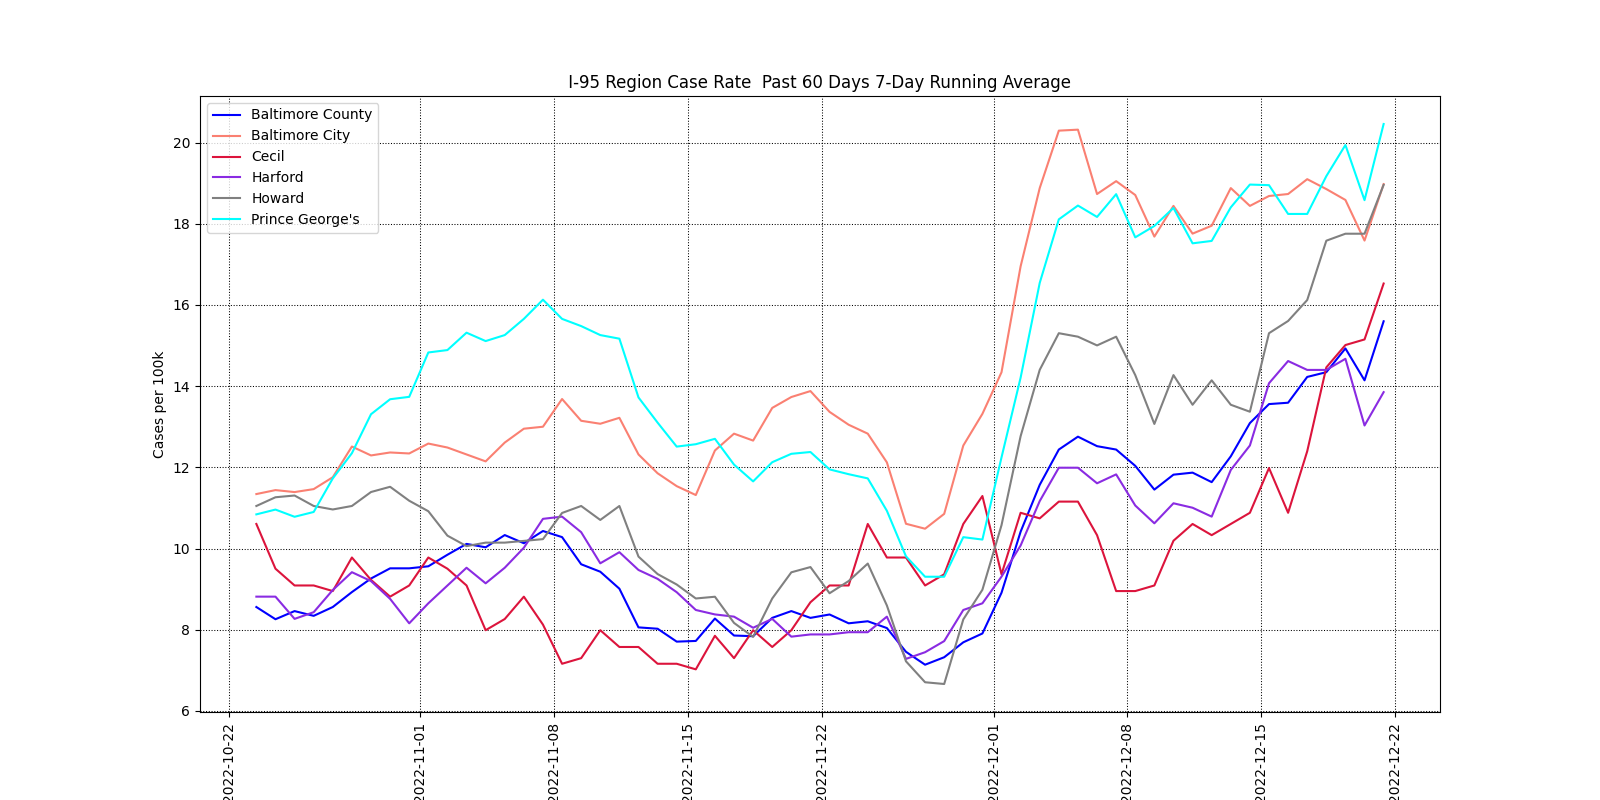 I-95 Region Case Rate  Past 60 Days 7-Day Running Average
Baltimore County
Baltimore City
Cecil
Harford
Howard
Prince George's
Cases per 100k
20
18
16
14
12
10
8
6
2022-10-22
2022-11-01
2022-11-08
2022-11-15
2022-11-22
2022-12-01
2022-12-08
2022-12-15
2022-12-22